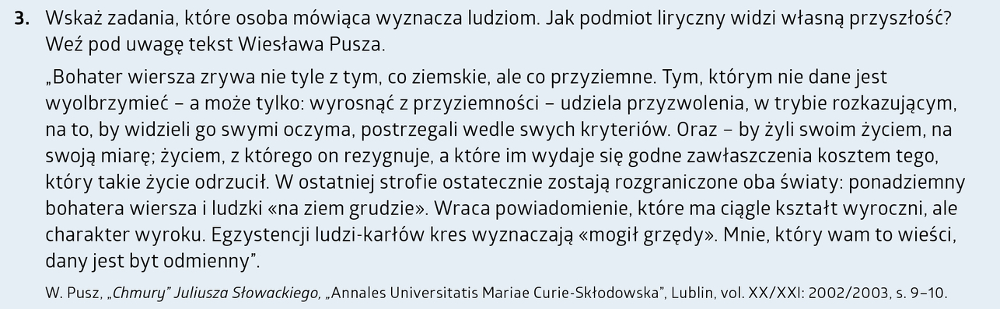 3. Wskaż zadania, które osoba mówiąca wyznacza ludziom. Jak podmiot liryczny widzi własną przyszłość?
Weź pod uwagę tekst Wiesława Pusza.
„Bohater wiersza zrywa nie tyle z tym, co ziemskie, ale co przyziemne. Tym, którym nie dane jest
wyolbrzymieć – a może tylko: wyrosnąć z przyziemności – udziela przyzwolenia, w trybie rozkazującym,
na to, by widzieli go swymi oczyma, postrzegali wedle swych kryteriów. Oraz – by żyli swoim życiem, na
swoją miarę; życiem, z którego on rezygnuje, a które im wydaje się godne zawłaszczenia kosztem tego,
który takie życie odrzucił. W ostatniej strofie ostatecznie zostają rozgraniczone oba światy: ponadziemny
bohatera wiersza i ludzki «na ziem grudzie». Wraca powiadomienie, które ma ciągle kształt wyroczni, ale
charakter wyroku. Egzystencji ludzi-karłów kres wyznaczają «mogił grzędy». Mnie, który wam to wieści,
dany jest byt odmienny”.
W. Pusz, „Chmury” Juliusza Słowackiego, „Annales Universitatis Mariae Curie-Skłodowska”, Lublin, vol. XX/XXI: 2002/2003, s. 9–10.